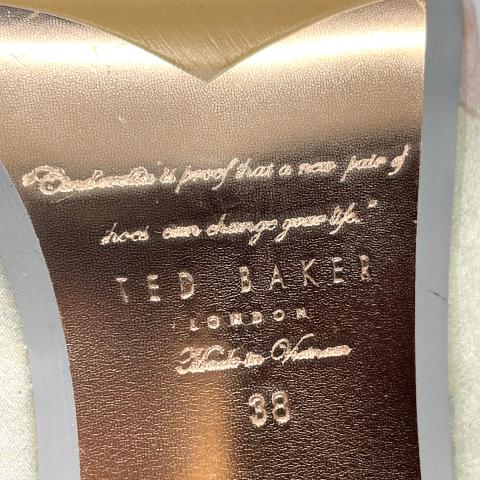 "Cinderella is proof that a new pair of
shoes can change your life."
TED BAKER
LONDON
Made in Vietnam
38